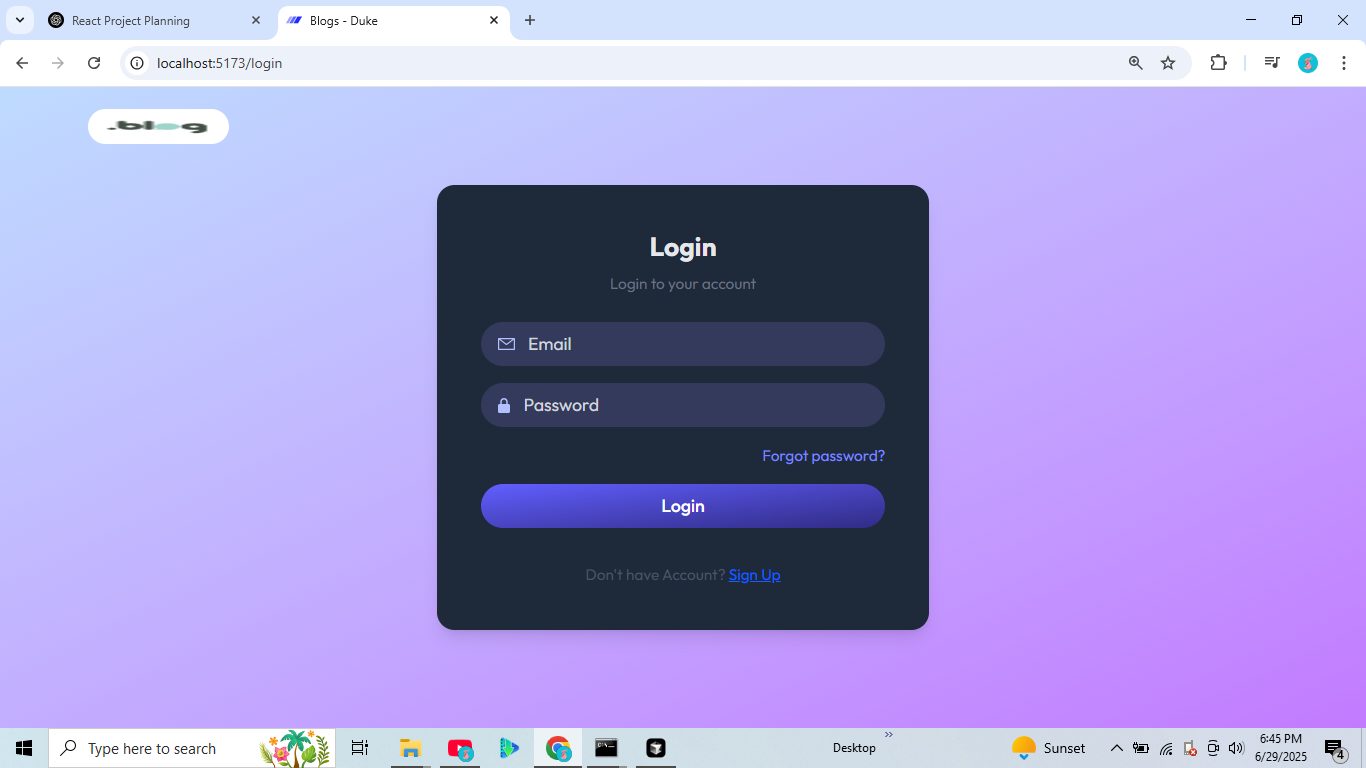 React Project Planning
Blogs - Duke
localhost:5173/login
.blog
Login
Login to your account
Email
Password
Forgot password?
Login
Don't have Account? Sign Up
Type here to search
Desktop
Sunset
6:45 PM
6/29/2025
4